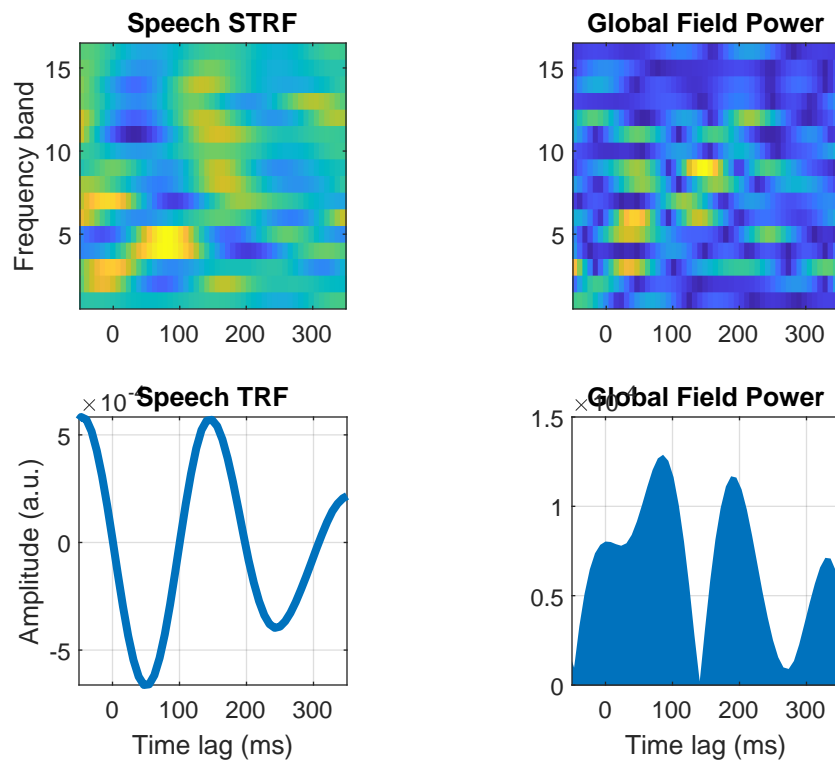 Speech STRF
Frequency band
15
10
5
0 100 200 300
Global Field Power
15
10
5
0 100 200 300
Speech TRF
× 10⁻⁴
Amplitude (a.u.)
5
0
-5
0 100 200 300
Time lag (ms)
Global Field Power
1.5
1
0.5
0
0 100 200 300
Time lag (ms)